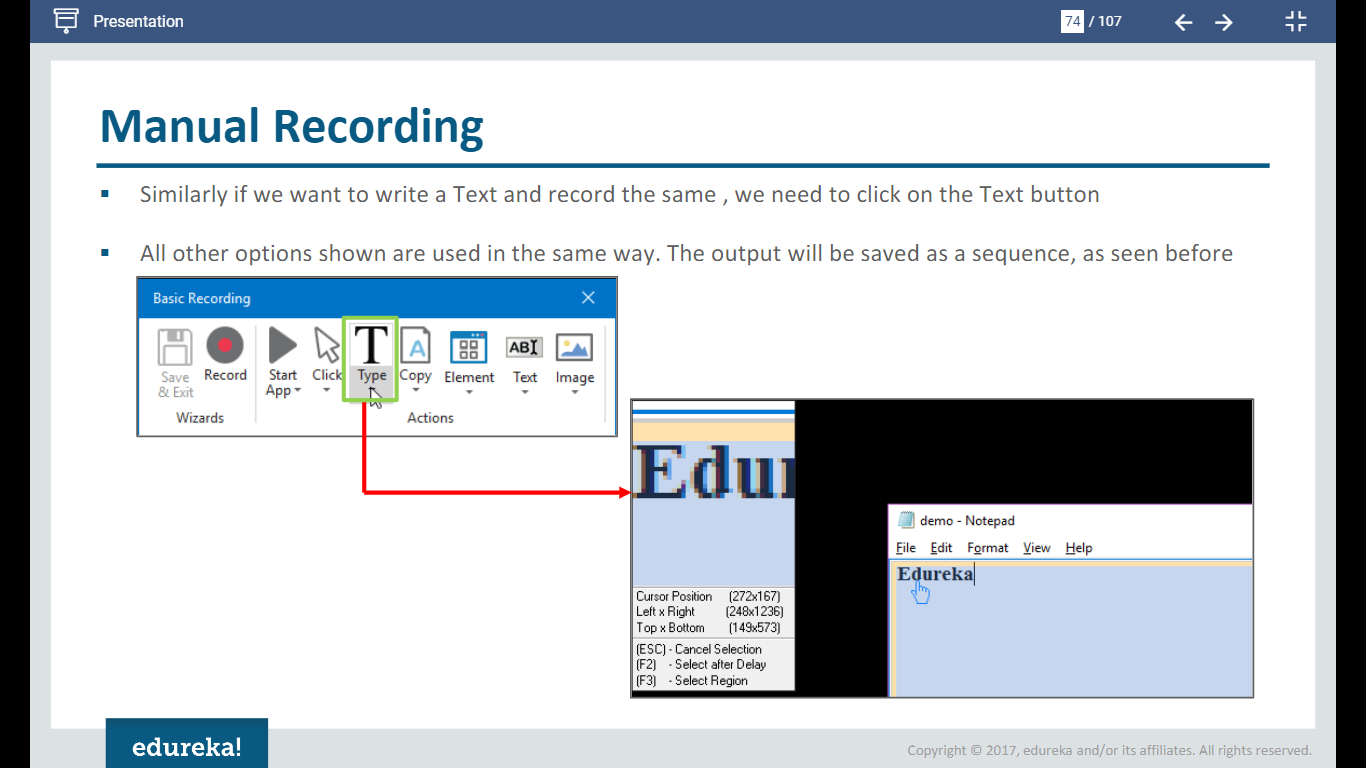 Presentation
74 / 107
Manual Recording
Similarly if we want to write a Text and record the same , we need to click on the Text button
All other options shown are used in the same way. The output will be saved as a sequence, as seen before
Basic Recording
Save & Exit
Record
Start App
Click
T
Type
A
Copy
Element
ABI
Text
Image
Wizards
Actions
Edur
Cursor Position (272x167)
Left x Right (248x1236)
Top x Bottom (149x573)
(ESC) - Cancel Selection
(F2) - Select after Delay
(F3) - Select Region
demo - Notepad
File Edit Format View Help
Edureka
edureka!
Copyright © 2017, edureka and/or its affiliates. All rights reserved.